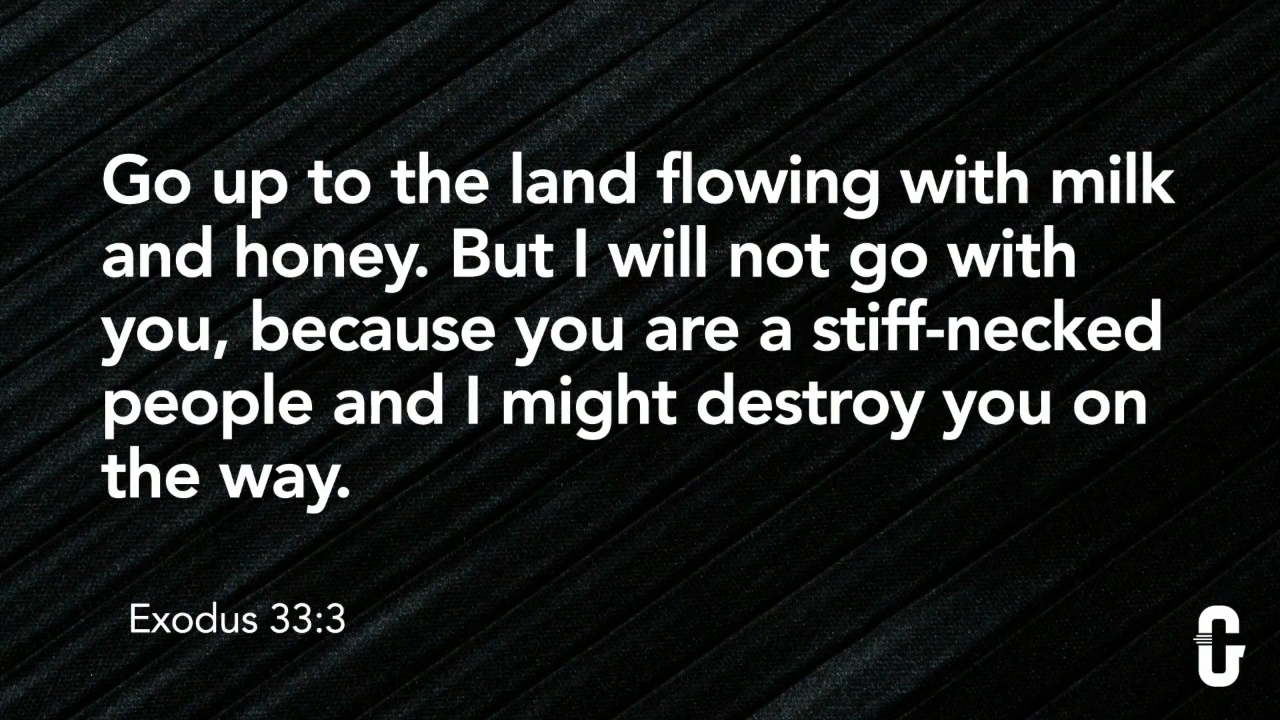 Go up to the land flowing with milk
and honey. But I will not go with
you, because you are a stiff-necked
people and I might destroy you on
the way.
Exodus 33:3